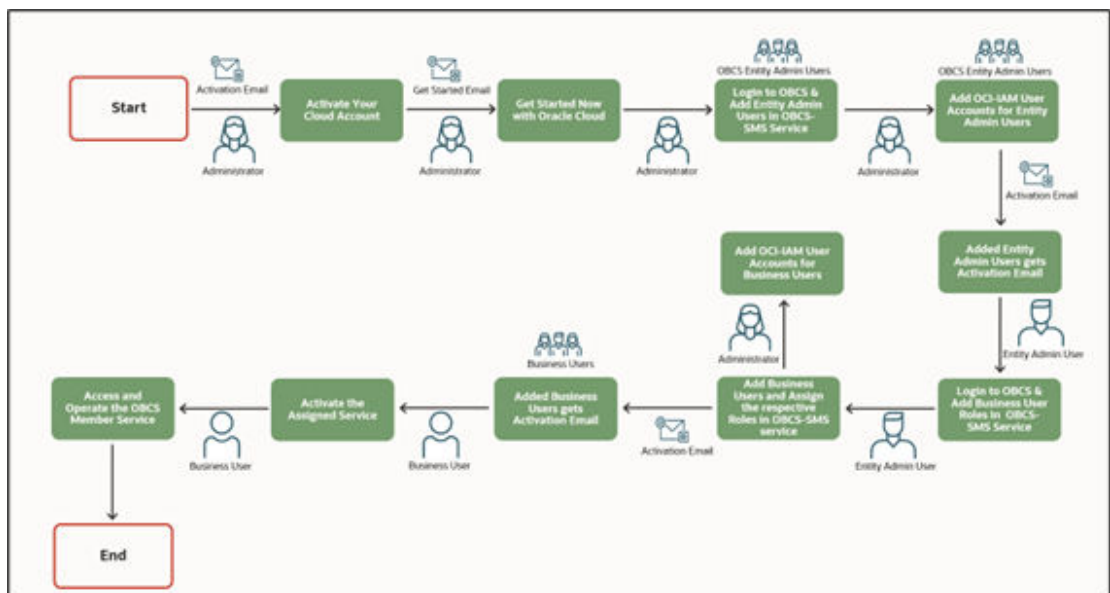 Start
Activation Email
Administrator
Activate Your
Cloud Account
Get Started Email
Administrator
Get Started Now
with Oracle Cloud
Administrator
OBCS Entity Admin Users
Login to OBCS &
Add Entity Admin
Users in OBCS-
SMS Service
Administrator
OBCS Entity Admin Users
Add OCI-IAM User
Accounts for Entity
Admin Users
Activation Email
Added Entity
Admin Users gets
Activation Email
Entity Admin User
Login to OBCS &
Add Business User
Roles in OBCS-
SMS Service
Entity Admin User
Add Business
Users and Assign
the respective
Roles in OBCS-SMS
service
Administrator
Add OCI-IAM User
Accounts for
Business Users
Activation Email
Business Users
Added Business
Users gets
Activation Email
Business User
Activate the
Assigned Service
Business User
Access and
Operate the OBCS
Member Service
End